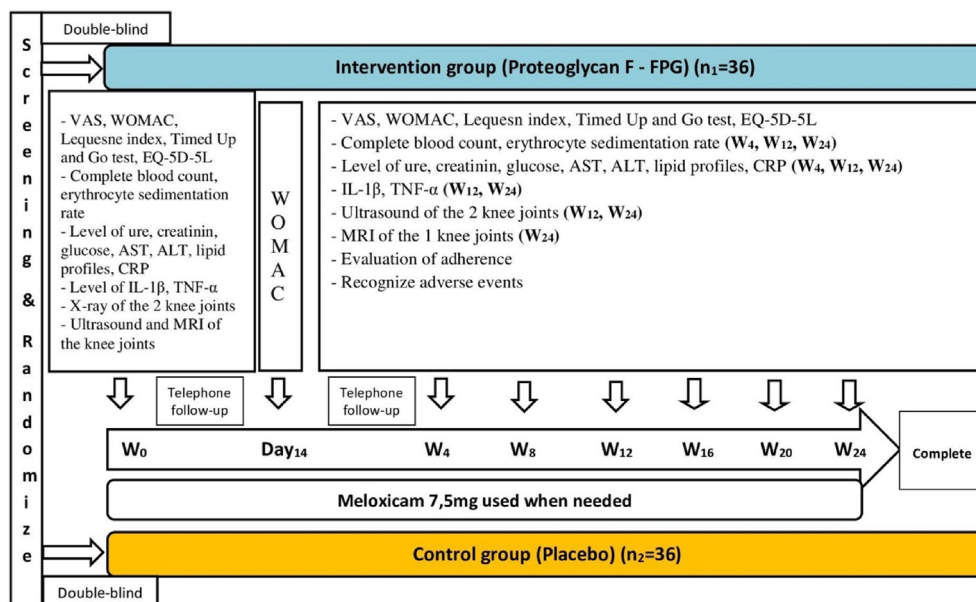 Double-blind
Screening & Randomize
Intervention group (Proteoglycan F - FPG) (n₁=36)
- VAS, WOMAC,
Lequesne index, Timed Up
and Go test, EQ-5D-5L
- Complete blood count,
erythrocyte sedimentation
rate
- Level of ure, creatinin,
glucose, AST, ALT, lipid
profiles, CRP
- Level of IL-1β, TNF-α
- X-ray of the 2 knee joints
- Ultrasound and MRI of
the knee joints
WOMAC
- VAS, WOMAC, Lequesn index, Timed Up and Go test, EQ-5D-5L
- Complete blood count, erythrocyte sedimentation rate (W₄, W₁₂, W₂₄)
- Level of ure, creatinin, glucose, AST, ALT, lipid profiles, CRP (W₄, W₁₂, W₂₄)
- IL-1β, TNF-α (W₁₂, W₂₄)
- Ultrasound of the 2 knee joints (W₁₂, W₂₄)
- MRI of the 1 knee joints (W₂₄)
- Evaluation of adherence
- Recognize adverse events
Telephone
follow-up
Telephone
follow-up
W₀ Day₁₄ W₄ W₈ W₁₂ W₁₆ W₂₀ W₂₄
Complete
Meloxicam 7,5mg used when needed
Control group (Placebo) (n₂=36)
Double-blind